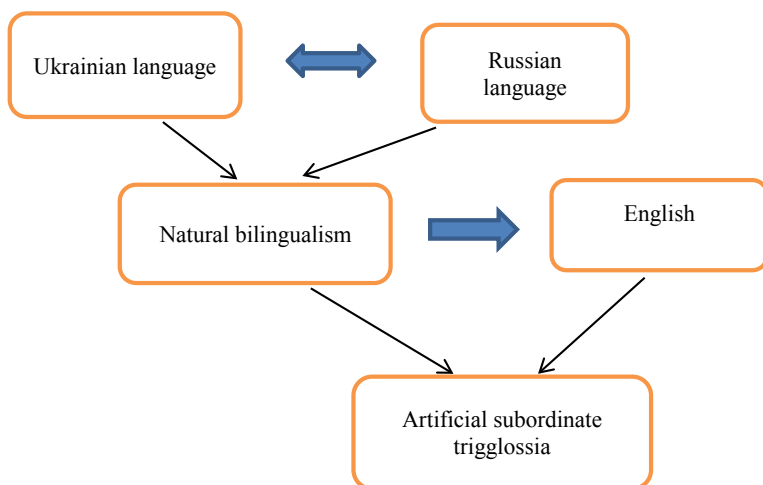 Ukrainian language
Russian
language
Natural bilingualism
English
Artificial subordinate
trigglossia